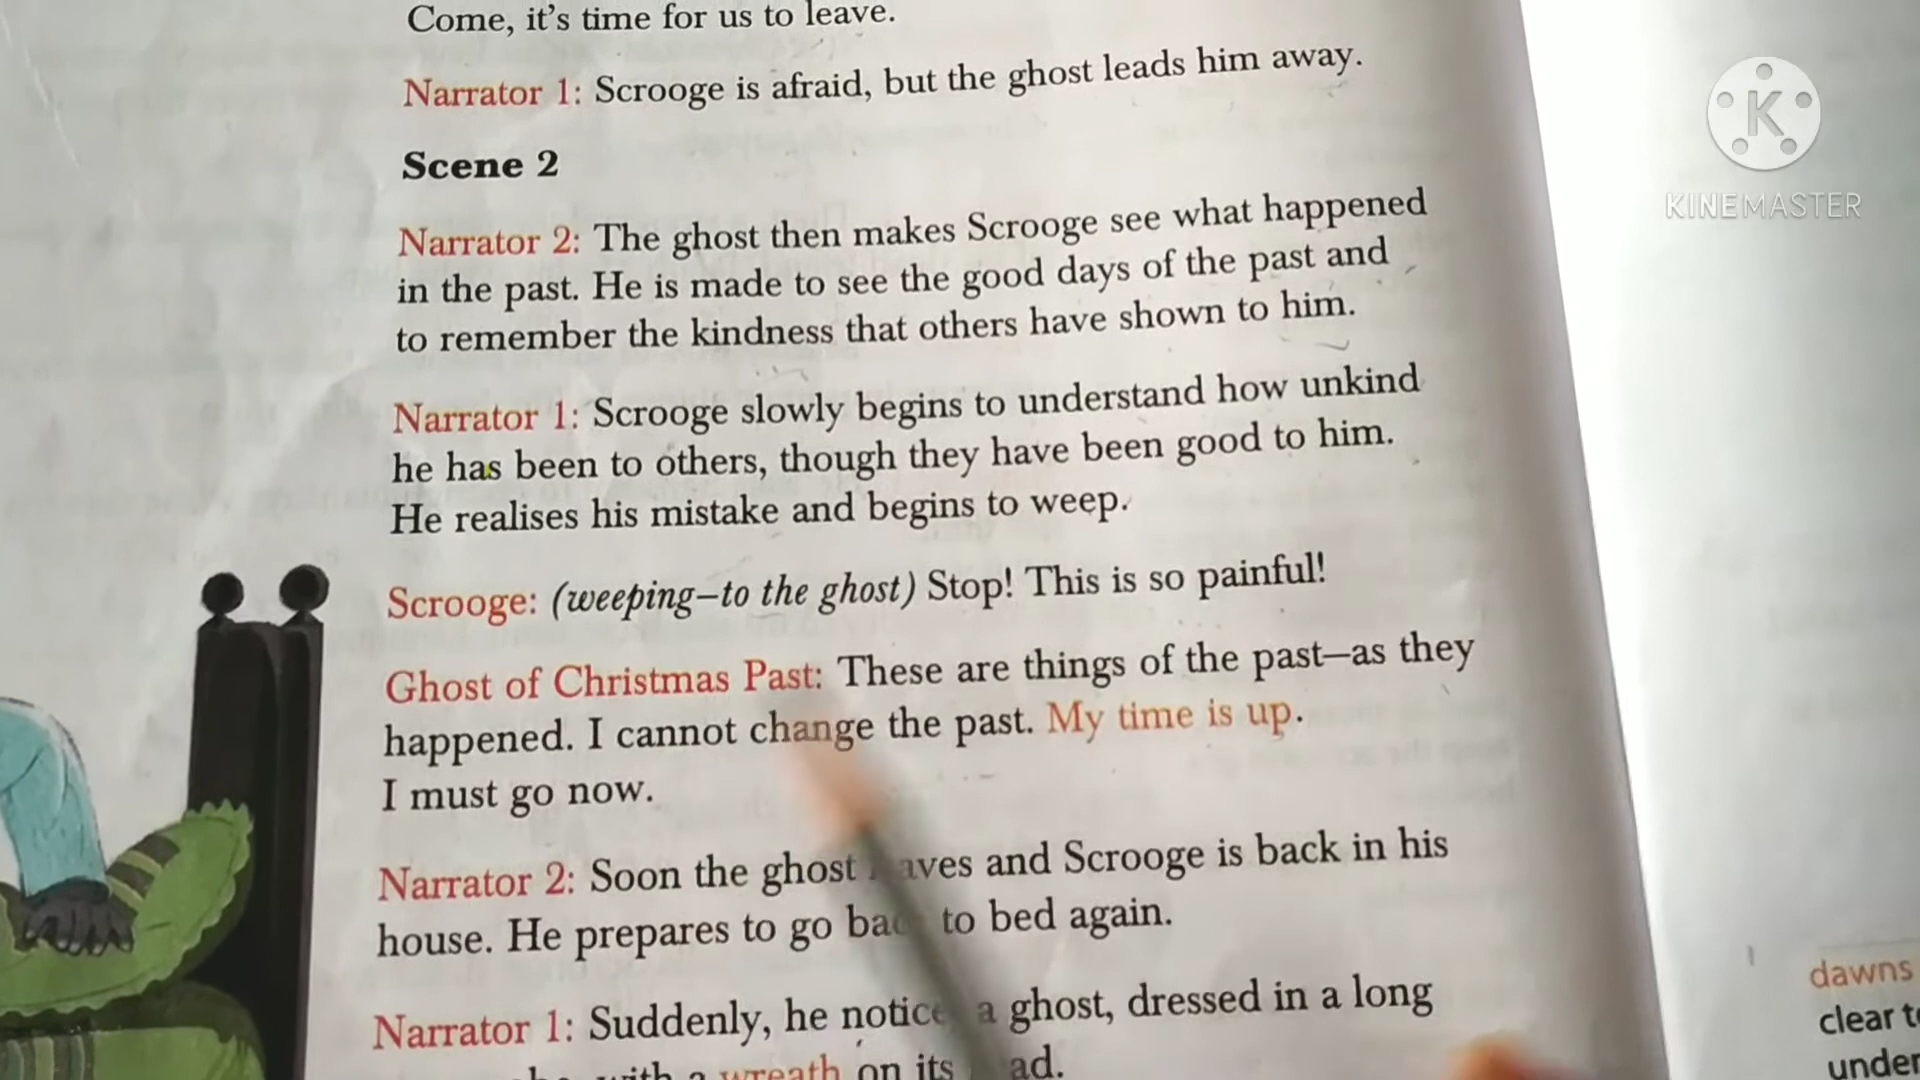 Come, it's time for us to leave.
Narrator 1: Scrooge is afraid, but the ghost leads him away.
Scene 2
Narrator 2: The ghost then makes Scrooge see what happened
in the past. He is made to see the good days of the past and
to remember the kindness that others have shown to him.
Narrator 1: Scrooge slowly begins to understand how unkind
he has been to others, though they have been good to him.
He realises his mistake and begins to weep.
Scrooge: (weeping–to the ghost) Stop! This is so painful!
Ghost of Christmas Past: These are things of the past—as they
happened. I cannot change the past. My time is up.
I must go now.
Narrator 2: Soon the ghost leaves and Scrooge is back in his
house. He prepares to go back to bed again.
Narrator 1: Suddenly, he notices a ghost, dressed in a long
with a wreath on its
K
KINEMASTER
dawns
clear
under